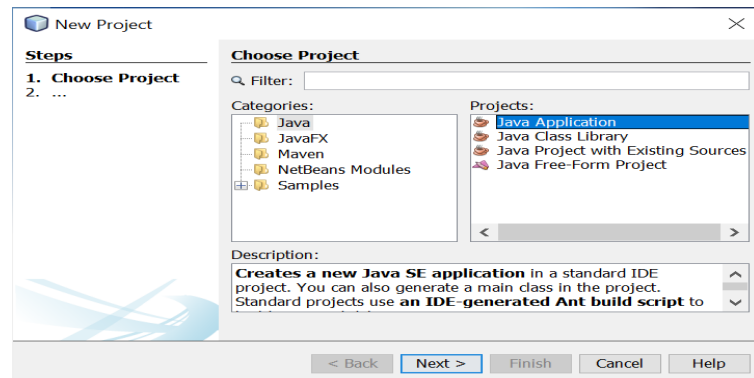 New Project
Steps
1. Choose Project
2. ...
Choose Project
Filter:
Categories:
Java
JavaFX
Maven
NetBeans Modules
Samples
Projects:
Java Application
Java Class Library
Java Project with Existing Sources
Java Free-Form Project
Description:
Creates a new Java SE application in a standard IDE
project. You can also generate a main class in the project.
Standard projects use an IDE-generated Ant build script to
< Back Next > Finish Cancel Help